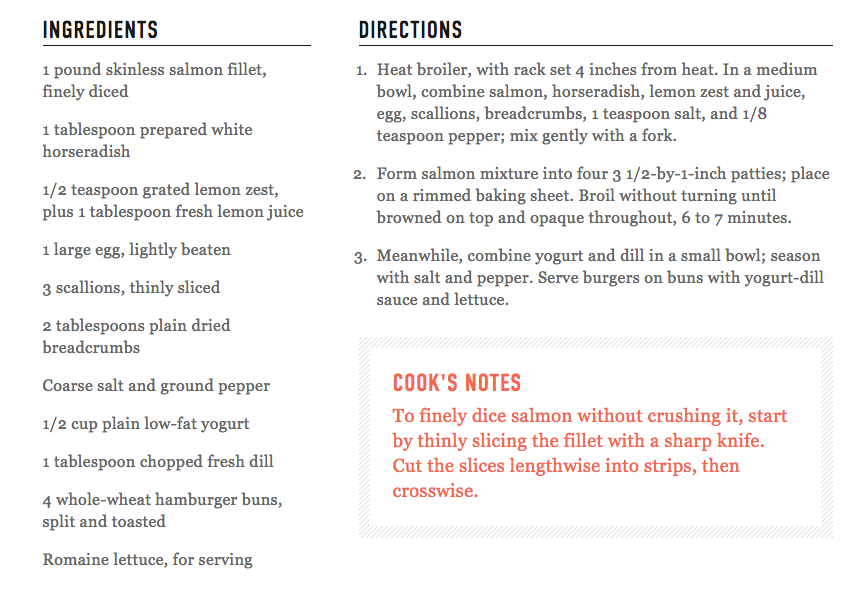 INGREDIENTS
1 pound skinless salmon fillet,
finely diced
1 tablespoon prepared white
horseradish
1/2 teaspoon grated lemon zest,
plus 1 tablespoon fresh lemon juice
1 large egg, lightly beaten
3 scallions, thinly sliced
2 tablespoons plain dried
breadcrumbs
Coarse salt and ground pepper
1/2 cup plain low-fat yogurt
1 tablespoon chopped fresh dill
4 whole-wheat hamburger buns,
split and toasted
Romaine lettuce, for serving
DIRECTIONS
1. Heat broiler, with rack set 4 inches from heat. In a medium
bowl, combine salmon, horseradish, lemon zest and juice,
egg, scallions, breadcrumbs, 1 teaspoon salt, and 1/8
teaspoon pepper; mix gently with a fork.
2. Form salmon mixture into four 3 1/2-by-1-inch patties; place
on a rimmed baking sheet. Broil without turning until
browned on top and opaque throughout, 6 to 7 minutes.
3. Meanwhile, combine yogurt and dill in a small bowl; season
with salt and pepper. Serve burgers on buns with yogurt-dill
sauce and lettuce.
COOK'S NOTES
To finely dice salmon without crushing it, start
by thinly slicing the fillet with a sharp knife.
Cut the slices lengthwise into strips, then
crosswise.